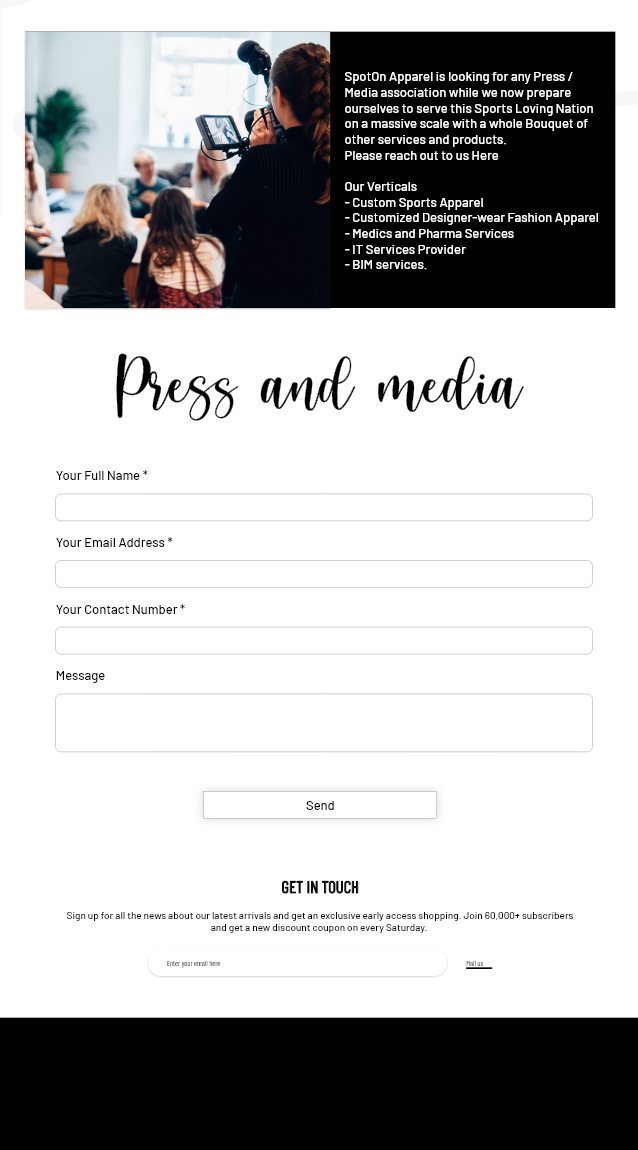 SpotOn Apparel is looking for any Press /
Media association while we now prepare
ourselves to serve this Sports Loving Nation
on a massive scale with a whole Bouquet of
other services and products.
Please reach out to us Here
Our Verticals
- Custom Sports Apparel
- Customized Designer-wear Fashion Apparel
- Medics and Pharma Services
- IT Services Provider
- BIM services.
Press and media
Your Full Name *
Your Email Address *
Your Contact Number *
Message
Send
GET IN TOUCH
Sign up for all the news about our latest arrivals and get an exclusive early access shopping. Join 60,000+ subscribers
and get a new discount coupon on every Saturday.
Enter your email here
Mail us